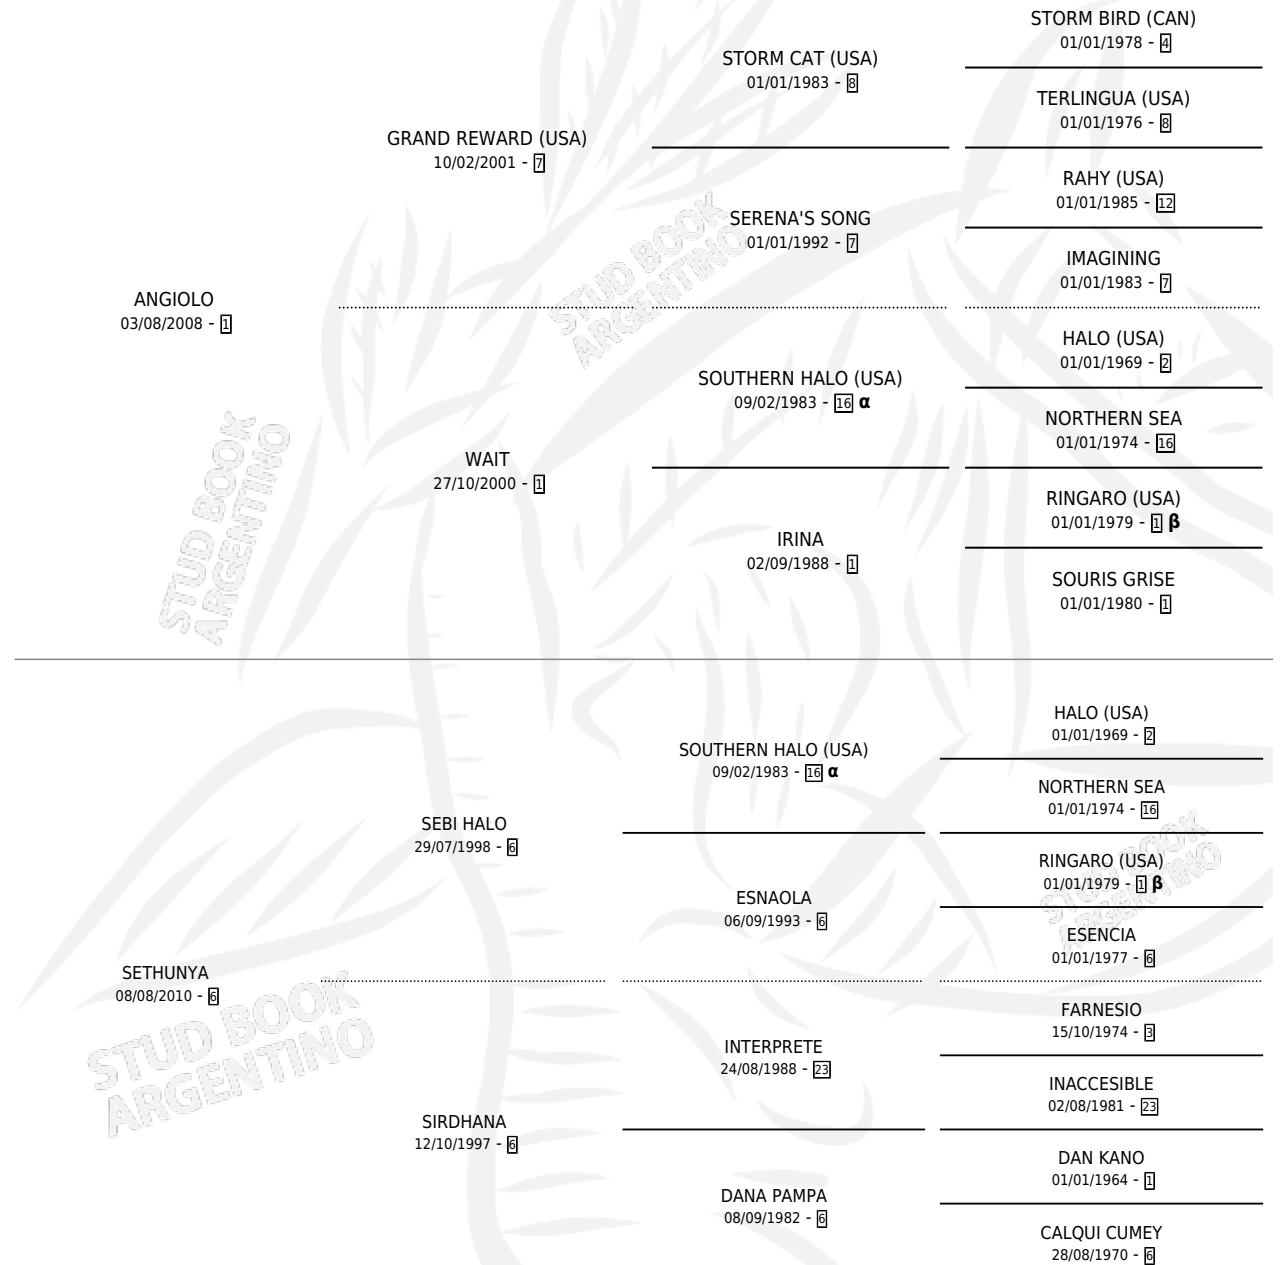 STORM BIRD (CAN)
01/01/1978 - 4
STORM CAT (USA)
01/01/1983 - 8
TERLINGUA (USA)
01/01/1976 - 8
GRAND REWARD (USA)
10/02/2001 - 7
RAHY (USA)
01/01/1985 - 12
SERENA'S SONG
01/01/1992 - 7
IMAGINING
01/01/1983 - 7
ANGIOLO
03/08/2008 - 1
HALO (USA)
01/01/1969 - 2
SOUTHERN HALO (USA)
09/02/1983 - 16 α
NORTHERN SEA
01/01/1974 - 16
WAIT
27/10/2000 - 1
RINGARO (USA)
01/01/1979 - 1 β
IRINA
02/09/1988 - 1
SOURIS GRISE
01/01/1980 - 1
HALO (USA)
01/01/1969 - 2
SOUTHERN HALO (USA)
09/02/1983 - 16 α
NORTHERN SEA
01/01/1974 - 16
SEBI HALO
29/07/1998 - 6
RINGARO (USA)
01/01/1979 - 1 β
ESNAOLA
06/09/1993 - 6
ESENCIA
01/01/1977 - 6
SETHUNYA
08/08/2010 - 6
FARNESIO
15/10/1974 - 3
INTERPRETE
24/08/1988 - 23
INACCESIBLE
02/08/1981 - 23
SIRDHANA
12/10/1997 - 6
DAN KANO
01/01/1964 - 1
DANA PAMPA
08/09/1982 - 6
CALQUI CUMEY
28/08/1970 - 6
STUD BOOK
ARGENTINO
STUD BOOK
ARGENTINO
STUD BOOK
ARGENTINO
STUD BOOK
ARGENTINO